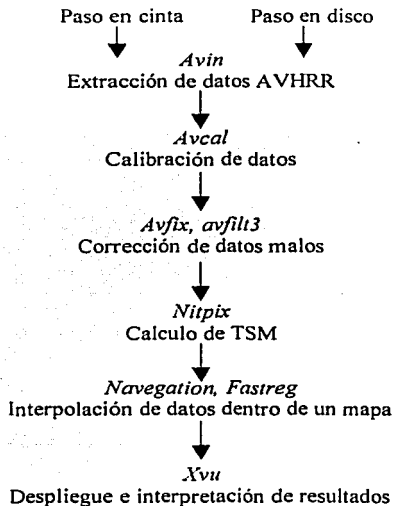 Paso en cinta Paso en disco
Avin
Extracción de datos AVHRR
Avcal
Calibración de datos
Avfix, avfilt3
Corrección de datos malos
Nitpix
Calculo de TSM
Navegation, Fastreg
Interpolación de datos dentro de un mapa
Xvu
Despliegue e interpretación de resultados